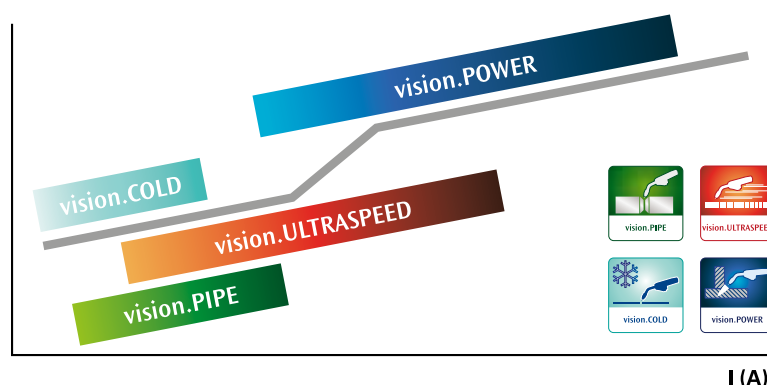 vision.POWER
vision.COLD
vision.ULTRASPEED
vision.PIPE
vision.PIPE
vision.ULTRASPEE
vision.COLD
vision.POWER
I (A)